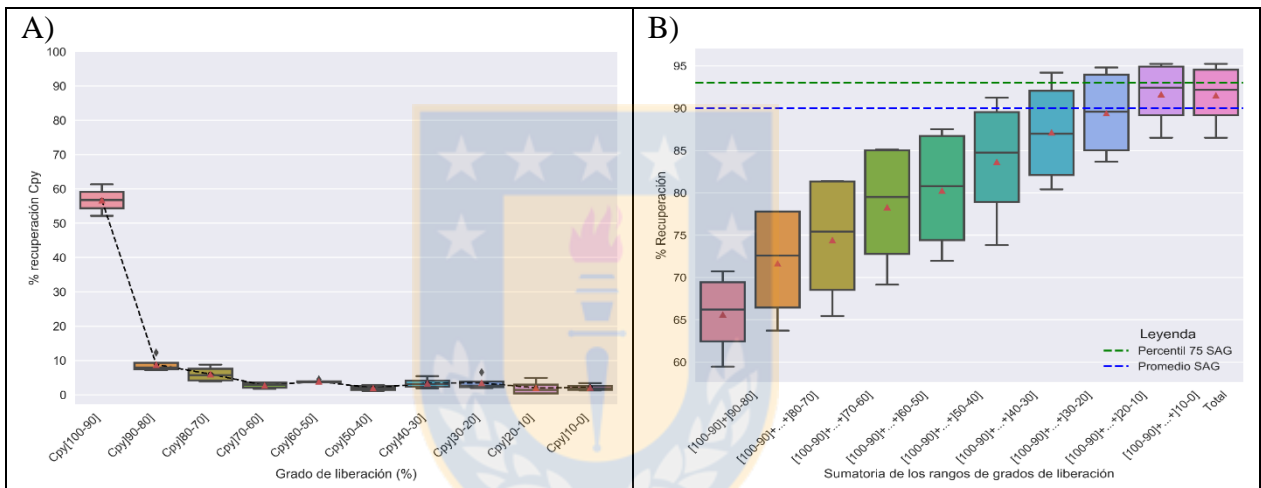 A)
100
90
80
70
60
50
40
30
20
10
0
% recuperación Cpy
Cpy[100-90]
Cpy]90-80]
Cpy]80-70]
Cpy]70-60]
Cpy]60-50]
Cpy]50-40]
Cpy]40-30]
Cpy]30-20]
Cpy]20-10]
Cpy]10-0]
Grado de liberación (%)
B)
95
90
85
80
75
70
65
60
% Recuperación
Leyenda
Percentil 75 SAG
Promedio SAG
[100-90]+]90-80]
[100-90]+...+]80-70]
[100-90]+...+]70-60]
[100-90]+...+]60-50]
[100-90]+...+]50-40]
[100-90]+...+]40-30]
[100-90]+...+]30-20]
[100-90]+...+]20-10]
[100-90]+...+]10-0]
Total
Sumatoria de los rangos de grados de liberación